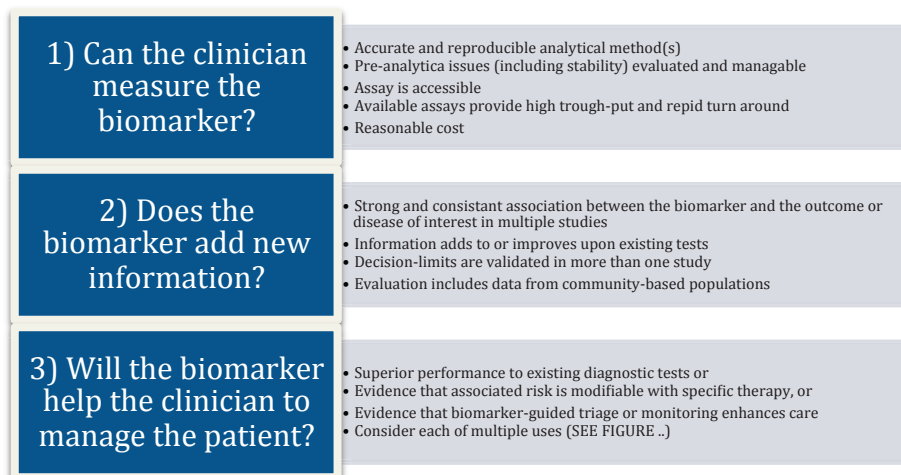 1) Can the clinician
measure the
biomarker?
• Accurate and reproducible analytical method(s)
• Pre-analytica issues (including stability) evaluated and managable
• Assay is accessible
• Available assays provide high trough-put and repid turn around
• Reasonable cost
2) Does the
biomarker add new
information?
• Strong and consistant association between the biomarker and the outcome or
disease of interest in multiple studies
• Information adds to or improves upon existing tests
• Decision-limits are validated in more than one study
• Evaluation includes data from community-based populations
3) Will the biomarker
help the clinician to
manage the patient?
• Superior performance to existing diagnostic tests or
• Evidence that associated risk is modifiable with specific therapy, or
• Evidence that biomarker-guided triage or monitoring enhances care
• Consider each of multiple uses (SEE FIGURE ..)